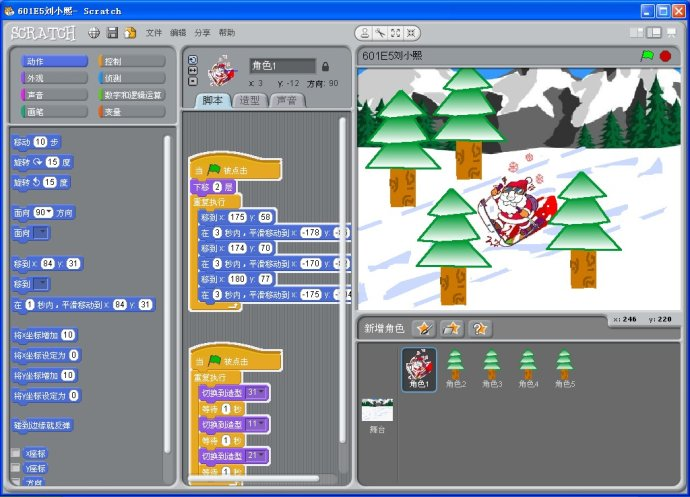 601E5刘小熙- Scratch
SCRATCH 文件 编辑 分享 帮助
动作 控制
外观 侦测
声音 数字和逻辑运算
画笔 变量
移动 10 步
旋转 15 度
旋转 15 度
面向 90 方向
面向
移到 x: 84 y: 31
移到
在 1 秒内，平滑移动到 x: 84 y: 31
将x坐标增加 10
将x坐标设定为 0
将y坐标增加 10
将y坐标设定为 0
碰到边缘就反弹
x座标
y座标
方向
角色1
x: 3 y: -12 方向: 90
脚本 造型 声音
当 被点击
下移 2 层
重复执行
移到 x: 175 y: 58
在 3 秒内，平滑移动到 x: -178 y:
移到 x: 174 y: 70
在 3 秒内，平滑移动到 x: -170 y:
移到 x: 180 y: 77
在 3 秒内，平滑移动到 x: -175 y:
当 被点击
重复执行
切换到造型 31
等待 1 秒
切换到造型 11
等待 1 秒
切换到造型 21
等待 1 秒
601E5刘小熙
x: 246 y: 220
新增角色
角色1 角色2 角色3 角色4 角色5
舞台